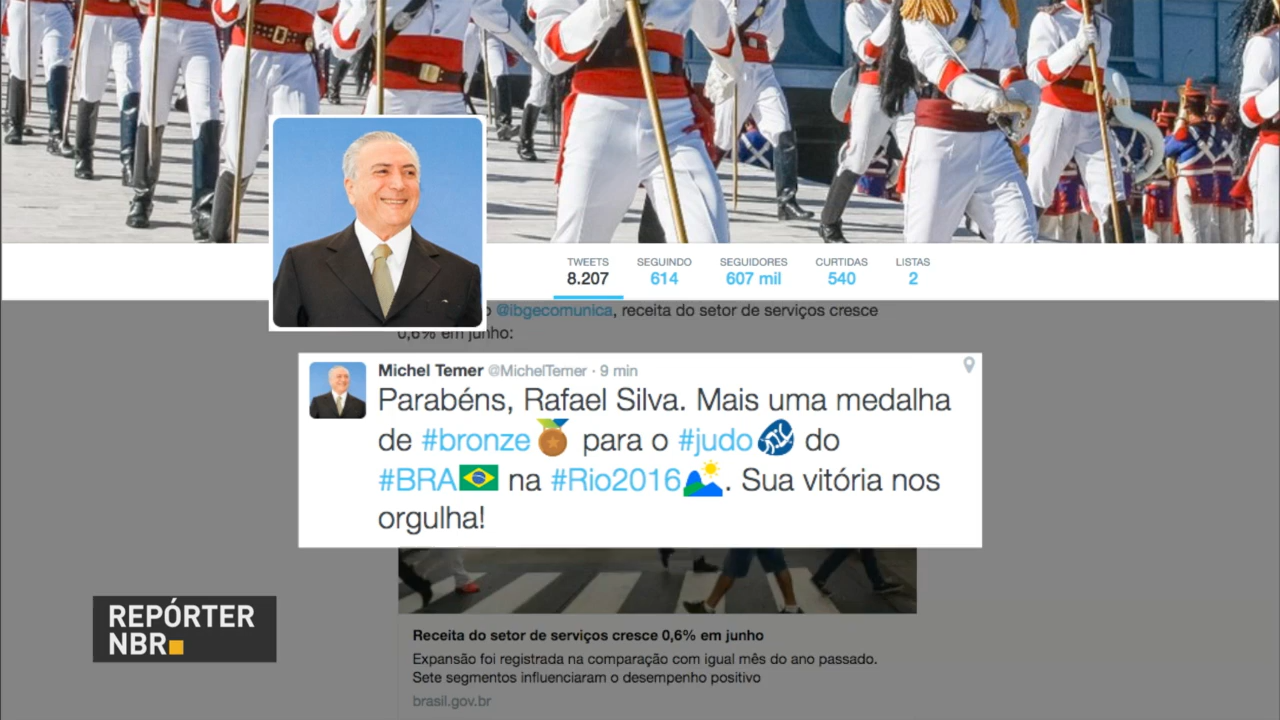 TWEETS SEGUINDO SEGUIDORES CURTIDAS LISTAS
8.207 614 607 mil 540 2
@ibgecomunica, receita do setor de serviços cresce
0,6% em junho:
Michel Temer @MichelTemer · 9 min
Parabéns, Rafael Silva. Mais uma medalha
de #bronze para o #judo do
#BRA na #Rio2016. Sua vitória nos
orgulha!
REPÓRTER
NBR
Receita do setor de serviços cresce 0,6% em junho
Expansão foi registrada na comparação com igual mês do ano passado.
Sete segmentos influenciaram o desempenho positivo
brasil.gov.br